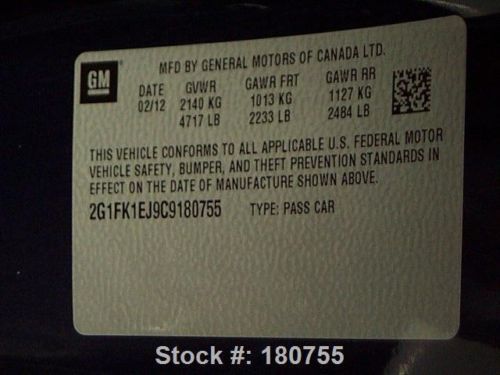 GM
MFD BY GENERAL MOTORS OF CANADA LTD.
DATE GVWR GAWR FRT GAWR RR
02/12 2140 KG 1013 KG 1127 KG
4717 LB 2233 LB 2484 LB
THIS VEHICLE CONFORMS TO ALL APPLICABLE U.S. FEDERAL MOTOR
VEHICLE SAFETY, BUMPER, AND THEFT PREVENTION STANDARDS IN
EFFECT ON THE DATE OF MANUFACTURE SHOWN ABOVE.
2G1FK1EJ9C9180755 TYPE: PASS CAR
Stock #: 180755